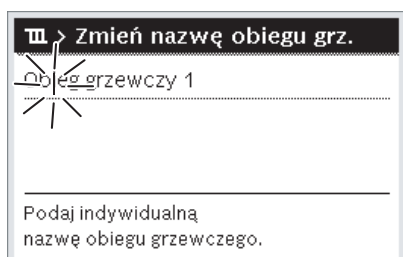 > Zmień nazwę obiegu grz.
Obieg grzewczy 1
Podaj indywidualną
nazwę obiegu grzewczego.